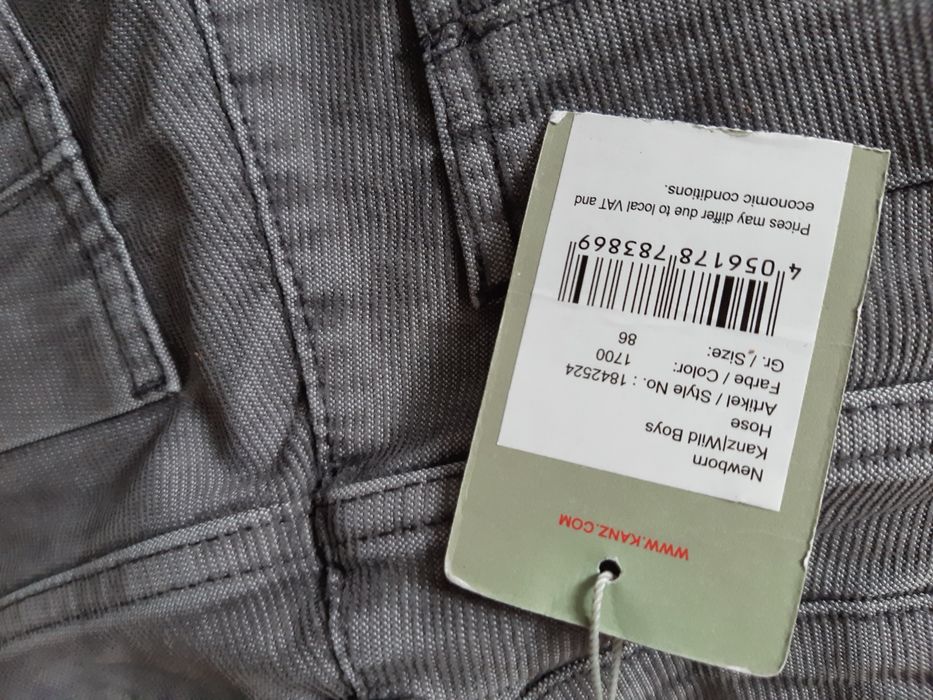 WWW.KANZ.COM
Newborn
Kanz|Wild Boys
Hose
Artikel / Style No. : 1842524
Farbe / Color: 1700
Gr. / Size: 86
4 056178 783869
Prices may differ due to local VAT and
economic conditions.